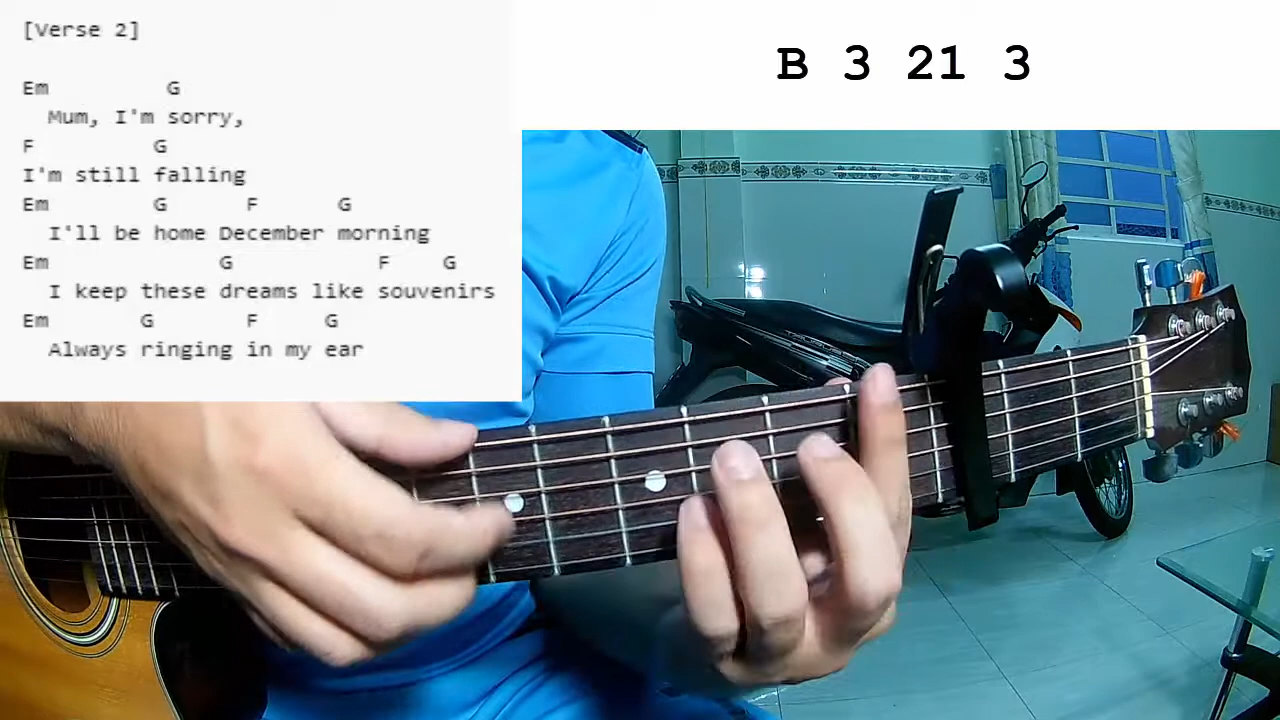 [Verse 2]
Em G
Mum, I'm sorry,
F G
I'm still falling
Em G F G
I'll be home December morning
Em G F G
I keep these dreams like souvenirs
Em G F G
Always ringing in my ear
B 3 21 3